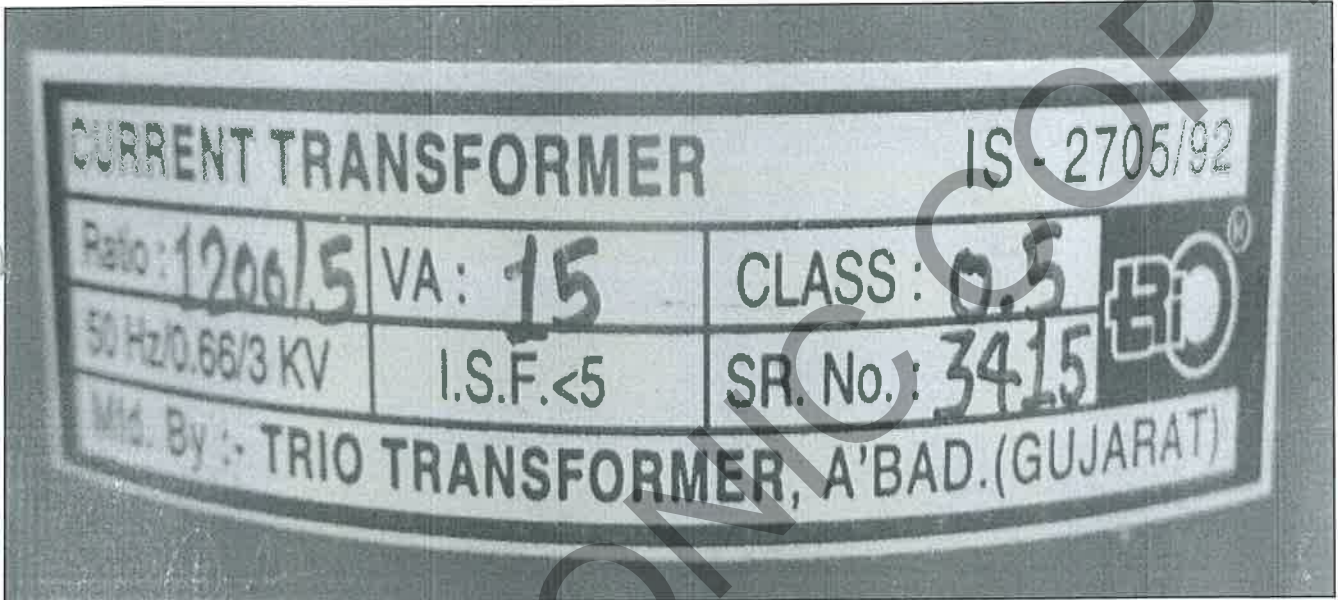 CURRENT TRANSFORMER IS - 2705/92
Ratio : 1200/5 VA : 15 CLASS : 0.5
50 Hz/0.66/3 KV I.S.F.<5 SR. No. : 3415
TRiO ®
Mfd. By :- TRIO TRANSFORMER, A'BAD.(GUJARAT)